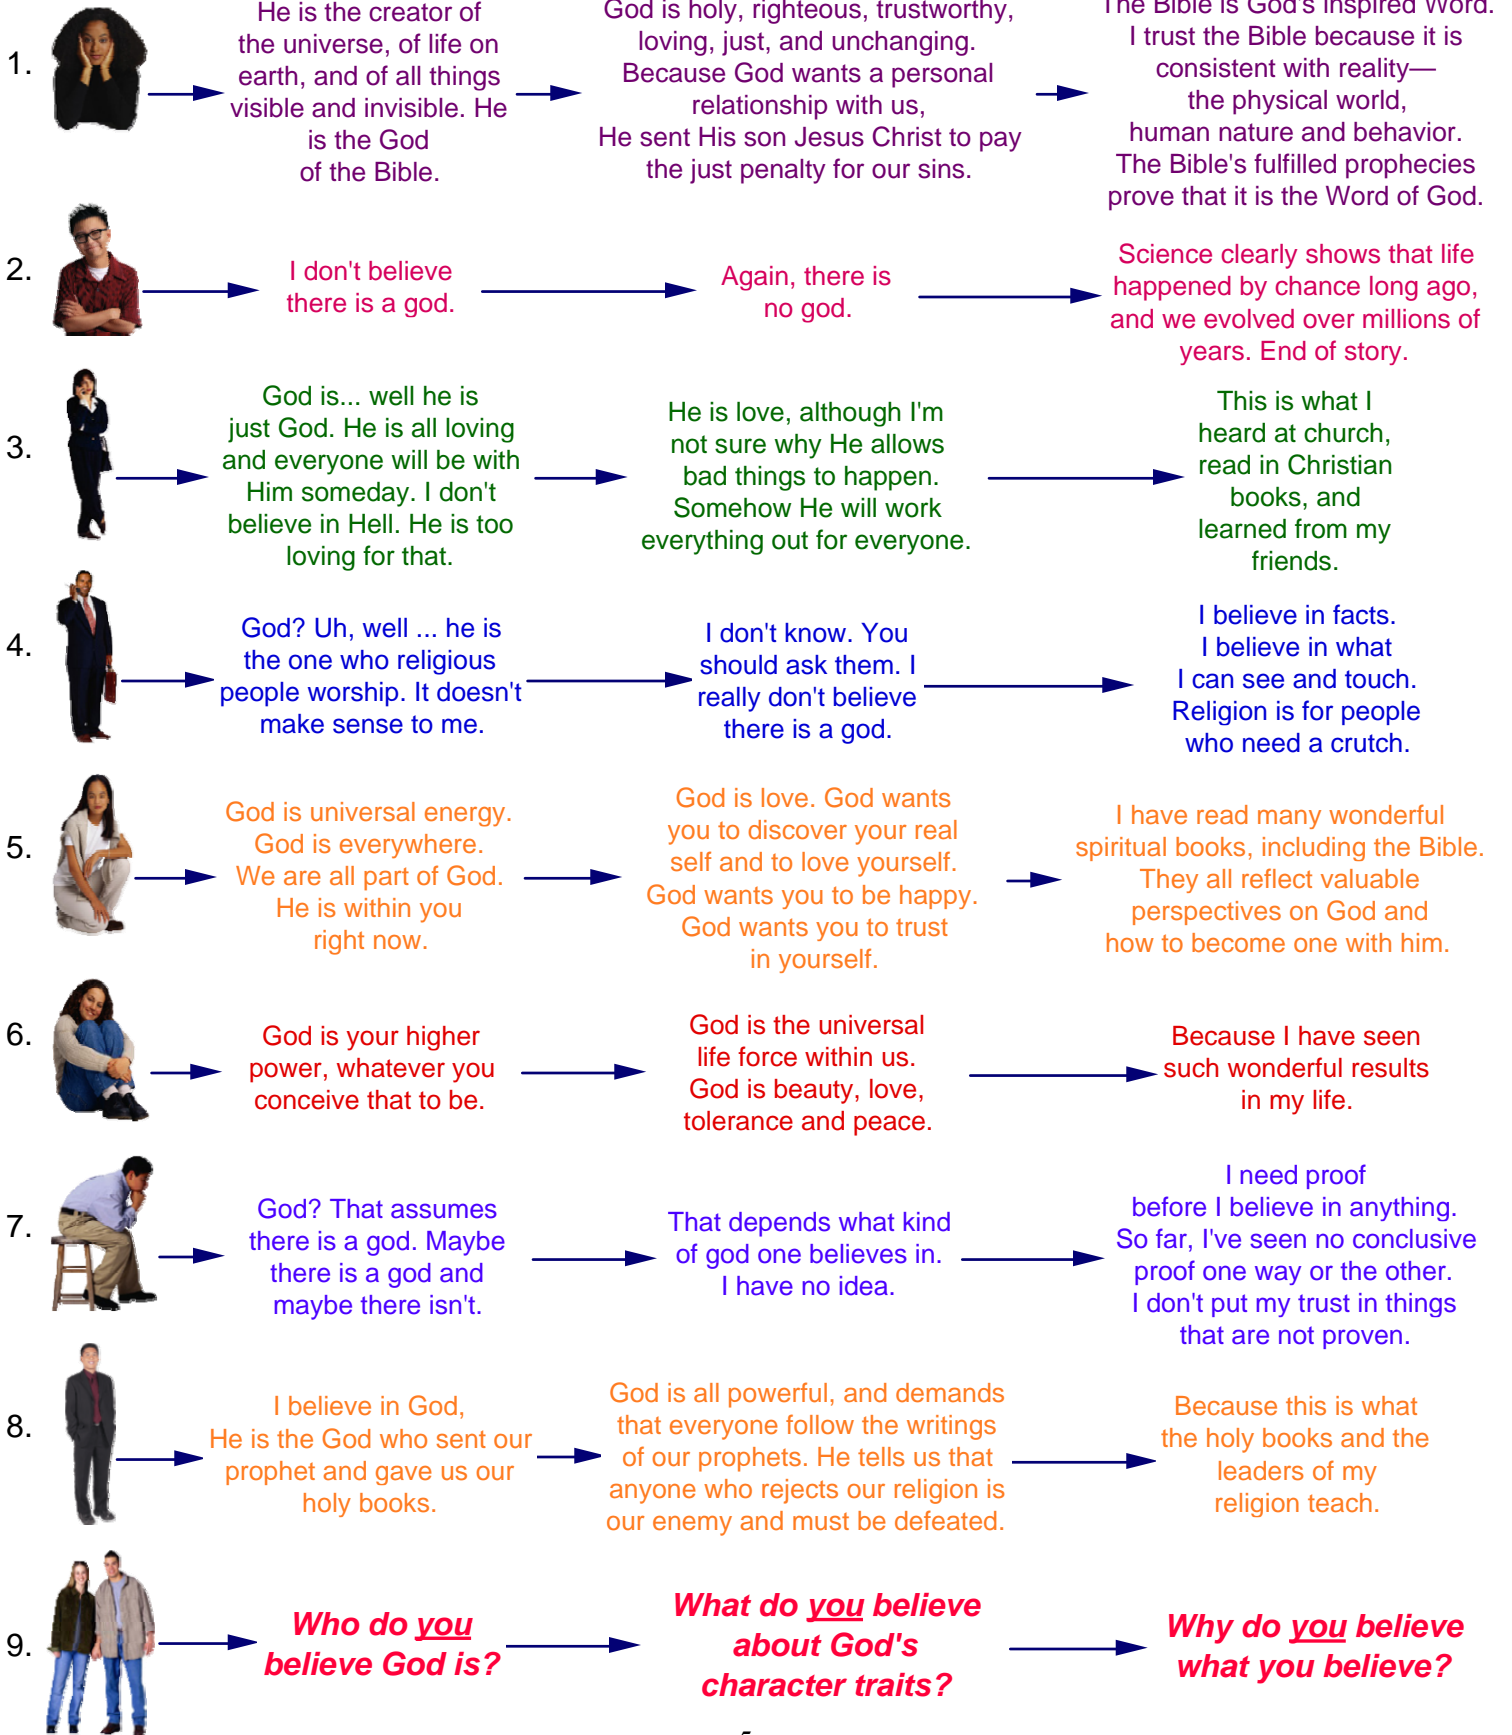 1.
He is the creator of
the universe, of life on
earth, and of all things
visible and invisible. He
is the God
of the Bible.
God is holy, righteous, trustworthy,
loving, just, and unchanging.
Because God wants a personal
relationship with us,
He sent His son Jesus Christ to pay
the just penalty for our sins.
The Bible is God's inspired Word.
I trust the Bible because it is
consistent with reality—
the physical world,
human nature and behavior.
The Bible's fulfilled prophecies
prove that it is the Word of God.
2.
I don't believe
there is a god.
Again, there is
no god.
Science clearly shows that life
happened by chance long ago,
and we evolved over millions of
years. End of story.
3.
God is... well he is
just God. He is all loving
and everyone will be with
Him someday. I don't
believe in Hell. He is too
loving for that.
He is love, although I'm
not sure why He allows
bad things to happen.
Somehow He will work
everything out for everyone.
This is what I
heard at church,
read in Christian
books, and
learned from my
friends.
4.
God? Uh, well ... he is
the one who religious
people worship. It doesn't
make sense to me.
I don't know. You
should ask them. I
really don't believe
there is a god.
I believe in facts.
I believe in what
I can see and touch.
Religion is for people
who need a crutch.
5.
God is universal energy.
God is everywhere.
We are all part of God.
He is within you
right now.
God is love. God wants
you to discover your real
self and to love yourself.
God wants you to be happy.
God wants you to trust
in yourself.
I have read many wonderful
spiritual books, including the Bible.
They all reflect valuable
perspectives on God and
how to become one with him.
6.
God is your higher
power, whatever you
conceive that to be.
God is the universal
life force within us.
God is beauty, love,
tolerance and peace.
Because I have seen
such wonderful results
in my life.
7.
God? That assumes
there is a god. Maybe
there is a god and
maybe there isn't.
That depends what kind
of god one believes in.
I have no idea.
I need proof
before I believe in anything.
So far, I've seen no conclusive
proof one way or the other.
I don't put my trust in things
that are not proven.
8.
I believe in God,
He is the God who sent our
prophet and gave us our
holy books.
God is all powerful, and demands
that everyone follow the writings
of our prophets. He tells us that
anyone who rejects our religion is
our enemy and must be defeated.
Because this is what
the holy books and the
leaders of my
religion teach.
9.
Who do you
believe God is?
What do you believe
about God's
character traits?
Why do you believe
what you believe?